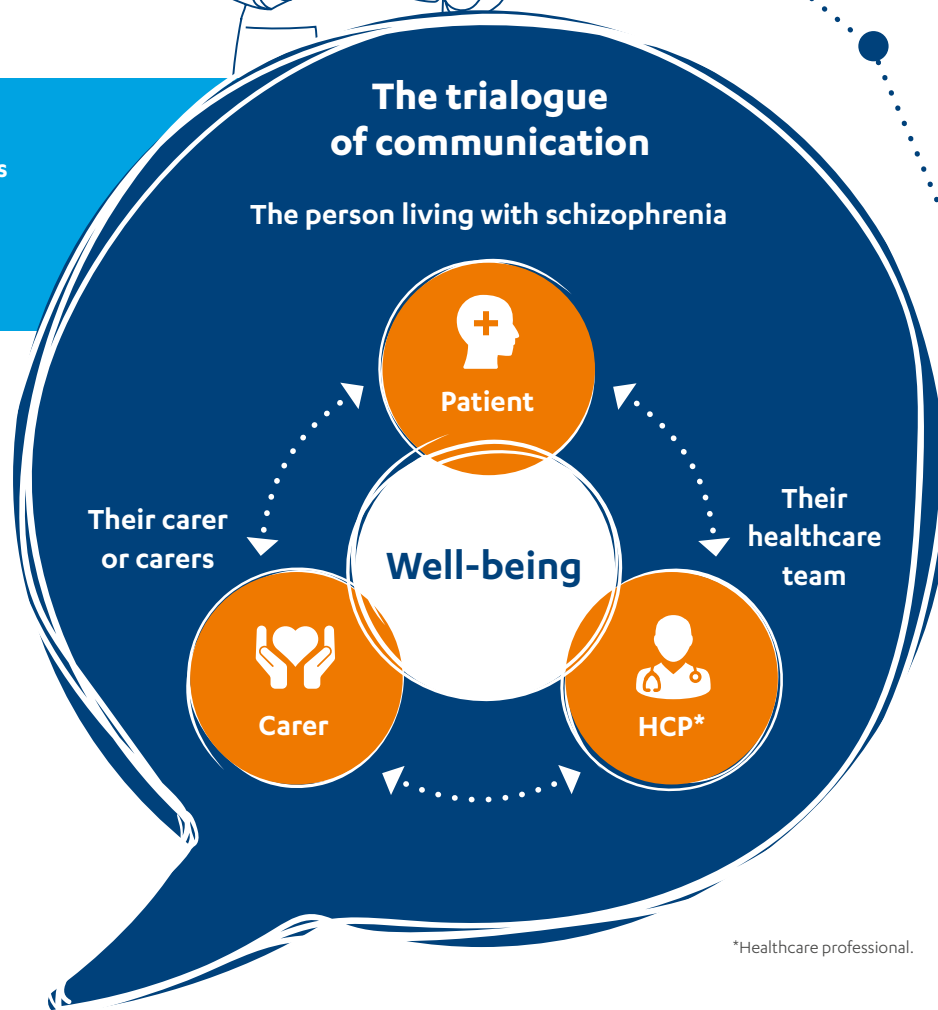 The trialogue
of communication
s
The person living with schizophrenia
Patient
Their carer
or carers
Their
healthcare
team
Well-being
Carer
HCP*
*Healthcare professional.